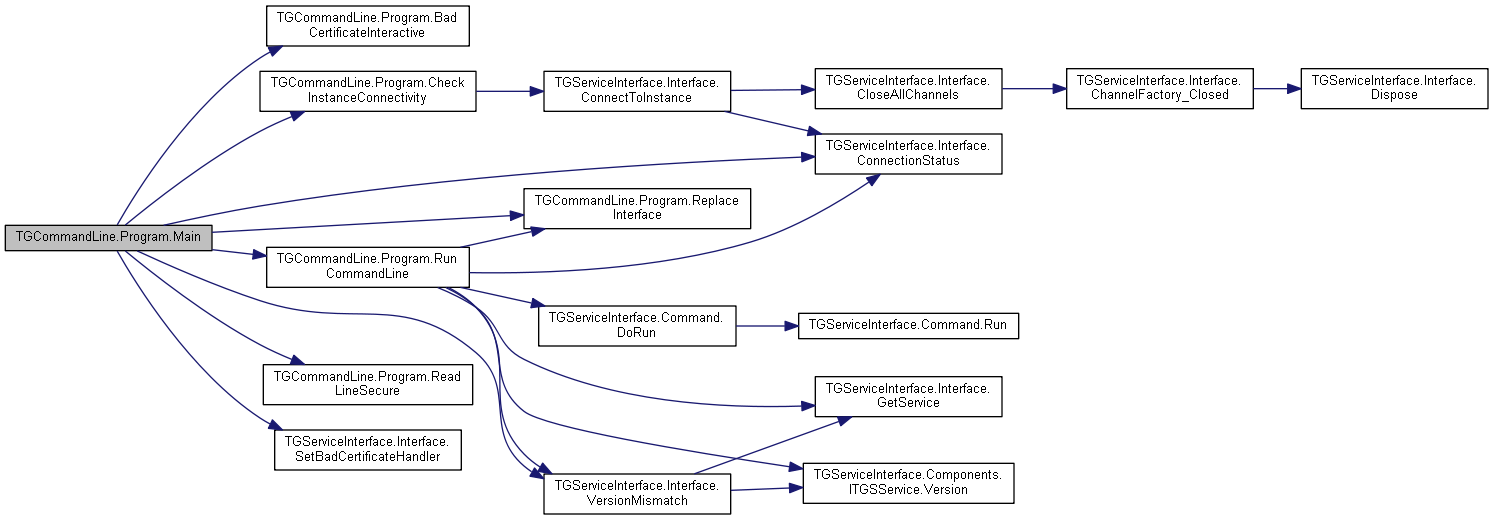 TGCommandLine.Program.Main
TGCommandLine.Program.Bad
CertificateInteractive
TGCommandLine.Program.Check
InstanceConnectivity
TGServiceInterface.Interface.
ConnectToInstance
TGServiceInterface.Interface.
CloseAllChannels
TGServiceInterface.Interface.
ChannelFactory_Closed
TGServiceInterface.Interface.
Dispose
TGServiceInterface.Interface.
ConnectionStatus
TGCommandLine.Program.Replace
Interface
TGCommandLine.Program.Run
CommandLine
TGServiceInterface.Command.
DoRun
TGServiceInterface.Command.Run
TGCommandLine.Program.Read
LineSecure
TGServiceInterface.Interface.
GetService
TGServiceInterface.Interface.
SetBadCertificateHandler
TGServiceInterface.Interface.
VersionMismatch
TGServiceInterface.Components.
ITGSService.Version